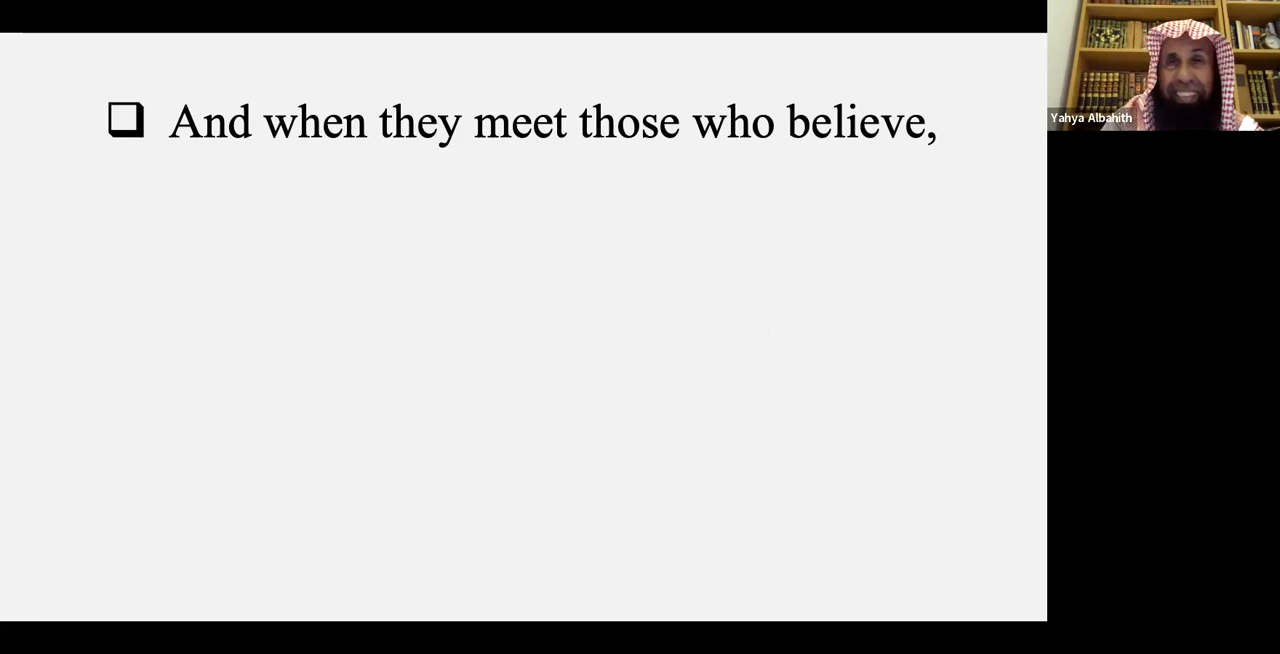 ❑ And when they meet those who believe,
Yahya Albahith